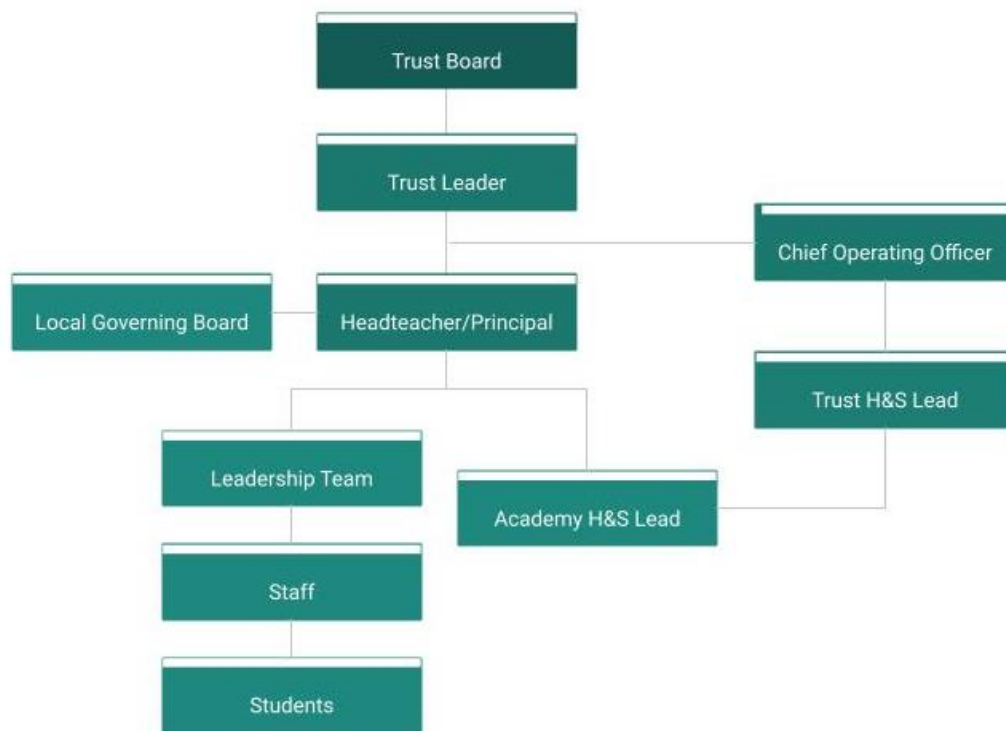 Trust Board
Trust Leader
Chief Operating Officer
Local Governing Board
Headteacher/Principal
Trust H&S Lead
Leadership Team
Academy H&S Lead
Staff
Students